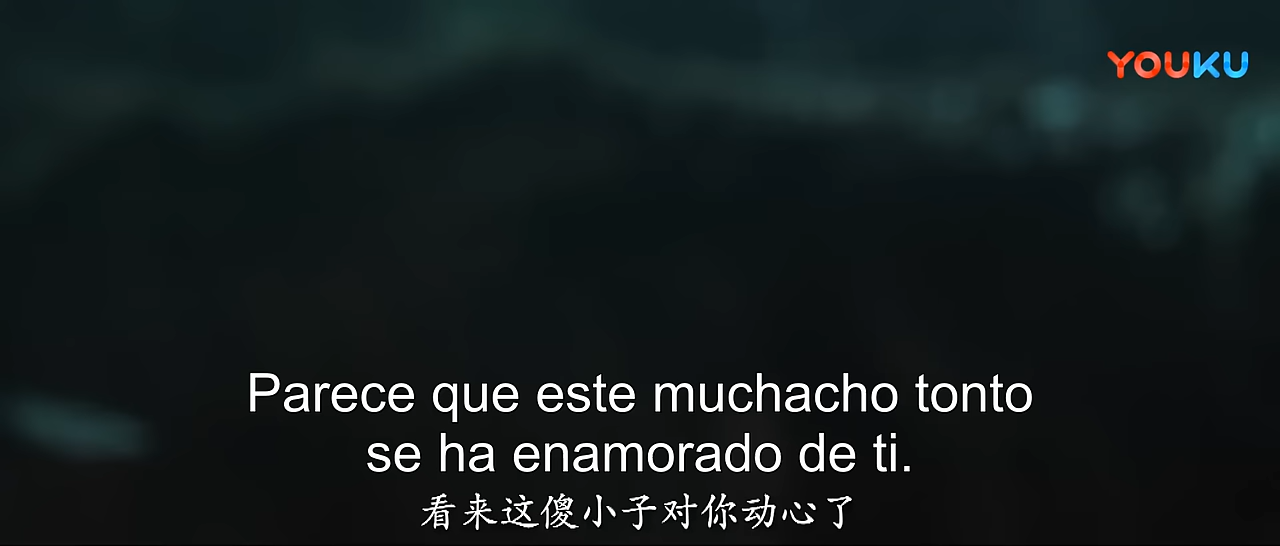 YOUKU
Parece que este muchacho tonto
se ha enamorado de ti.
看来这傻小子对你动心了